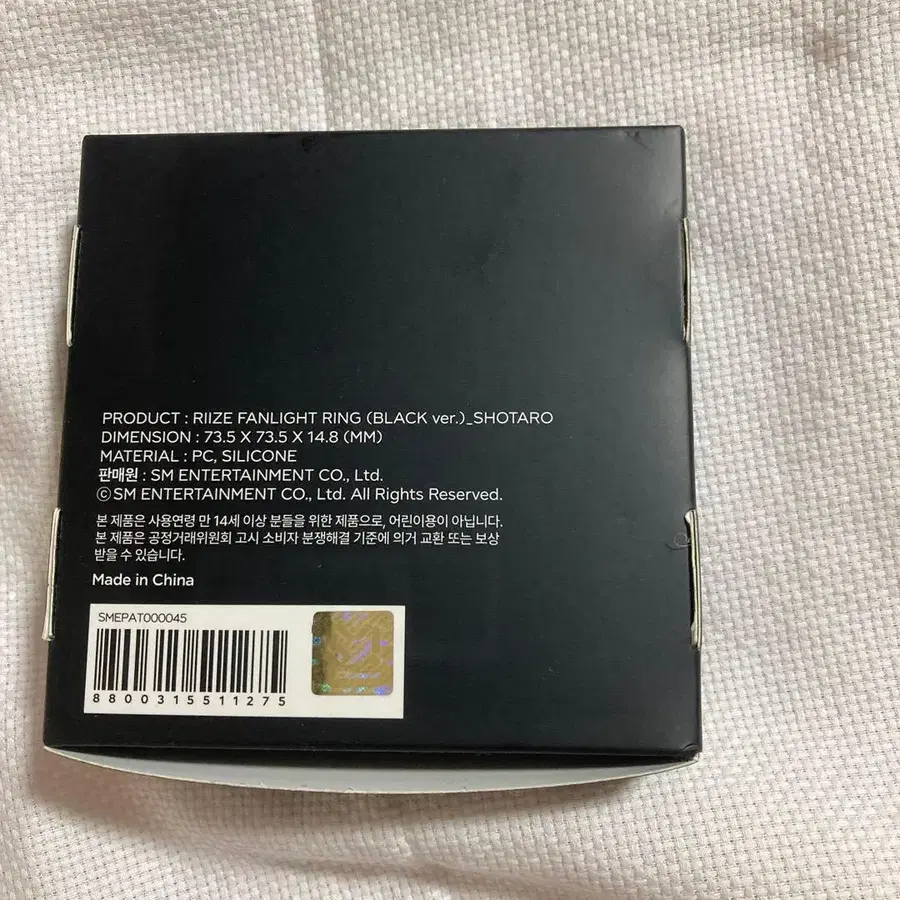 PRODUCT : RIIZE FANLIGHT RING (BLACK ver.)_SHOTARO
DIMENSION : 73.5 X 73.5 X 14.8 (MM)
MATERIAL : PC, SILICONE
판매원 : SM ENTERTAINMENT CO., Ltd.
ⓒ SM ENTERTAINMENT CO., Ltd. All Rights Reserved.
본 제품은 사용연령 만 14세 이상 분들을 위한 제품으로, 어린이용이 아닙니다.
본 제품은 공정거래위원회 고시 소비자 분쟁해결 기준에 의거 교환 또는 보상
받을 수 있습니다.
Made in China
SMEPAT000045
8800315511275